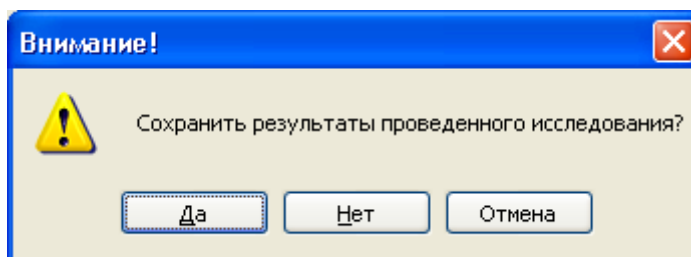 Внимание!
Сохранить результаты проведенного исследования?
Да Нет Отмена